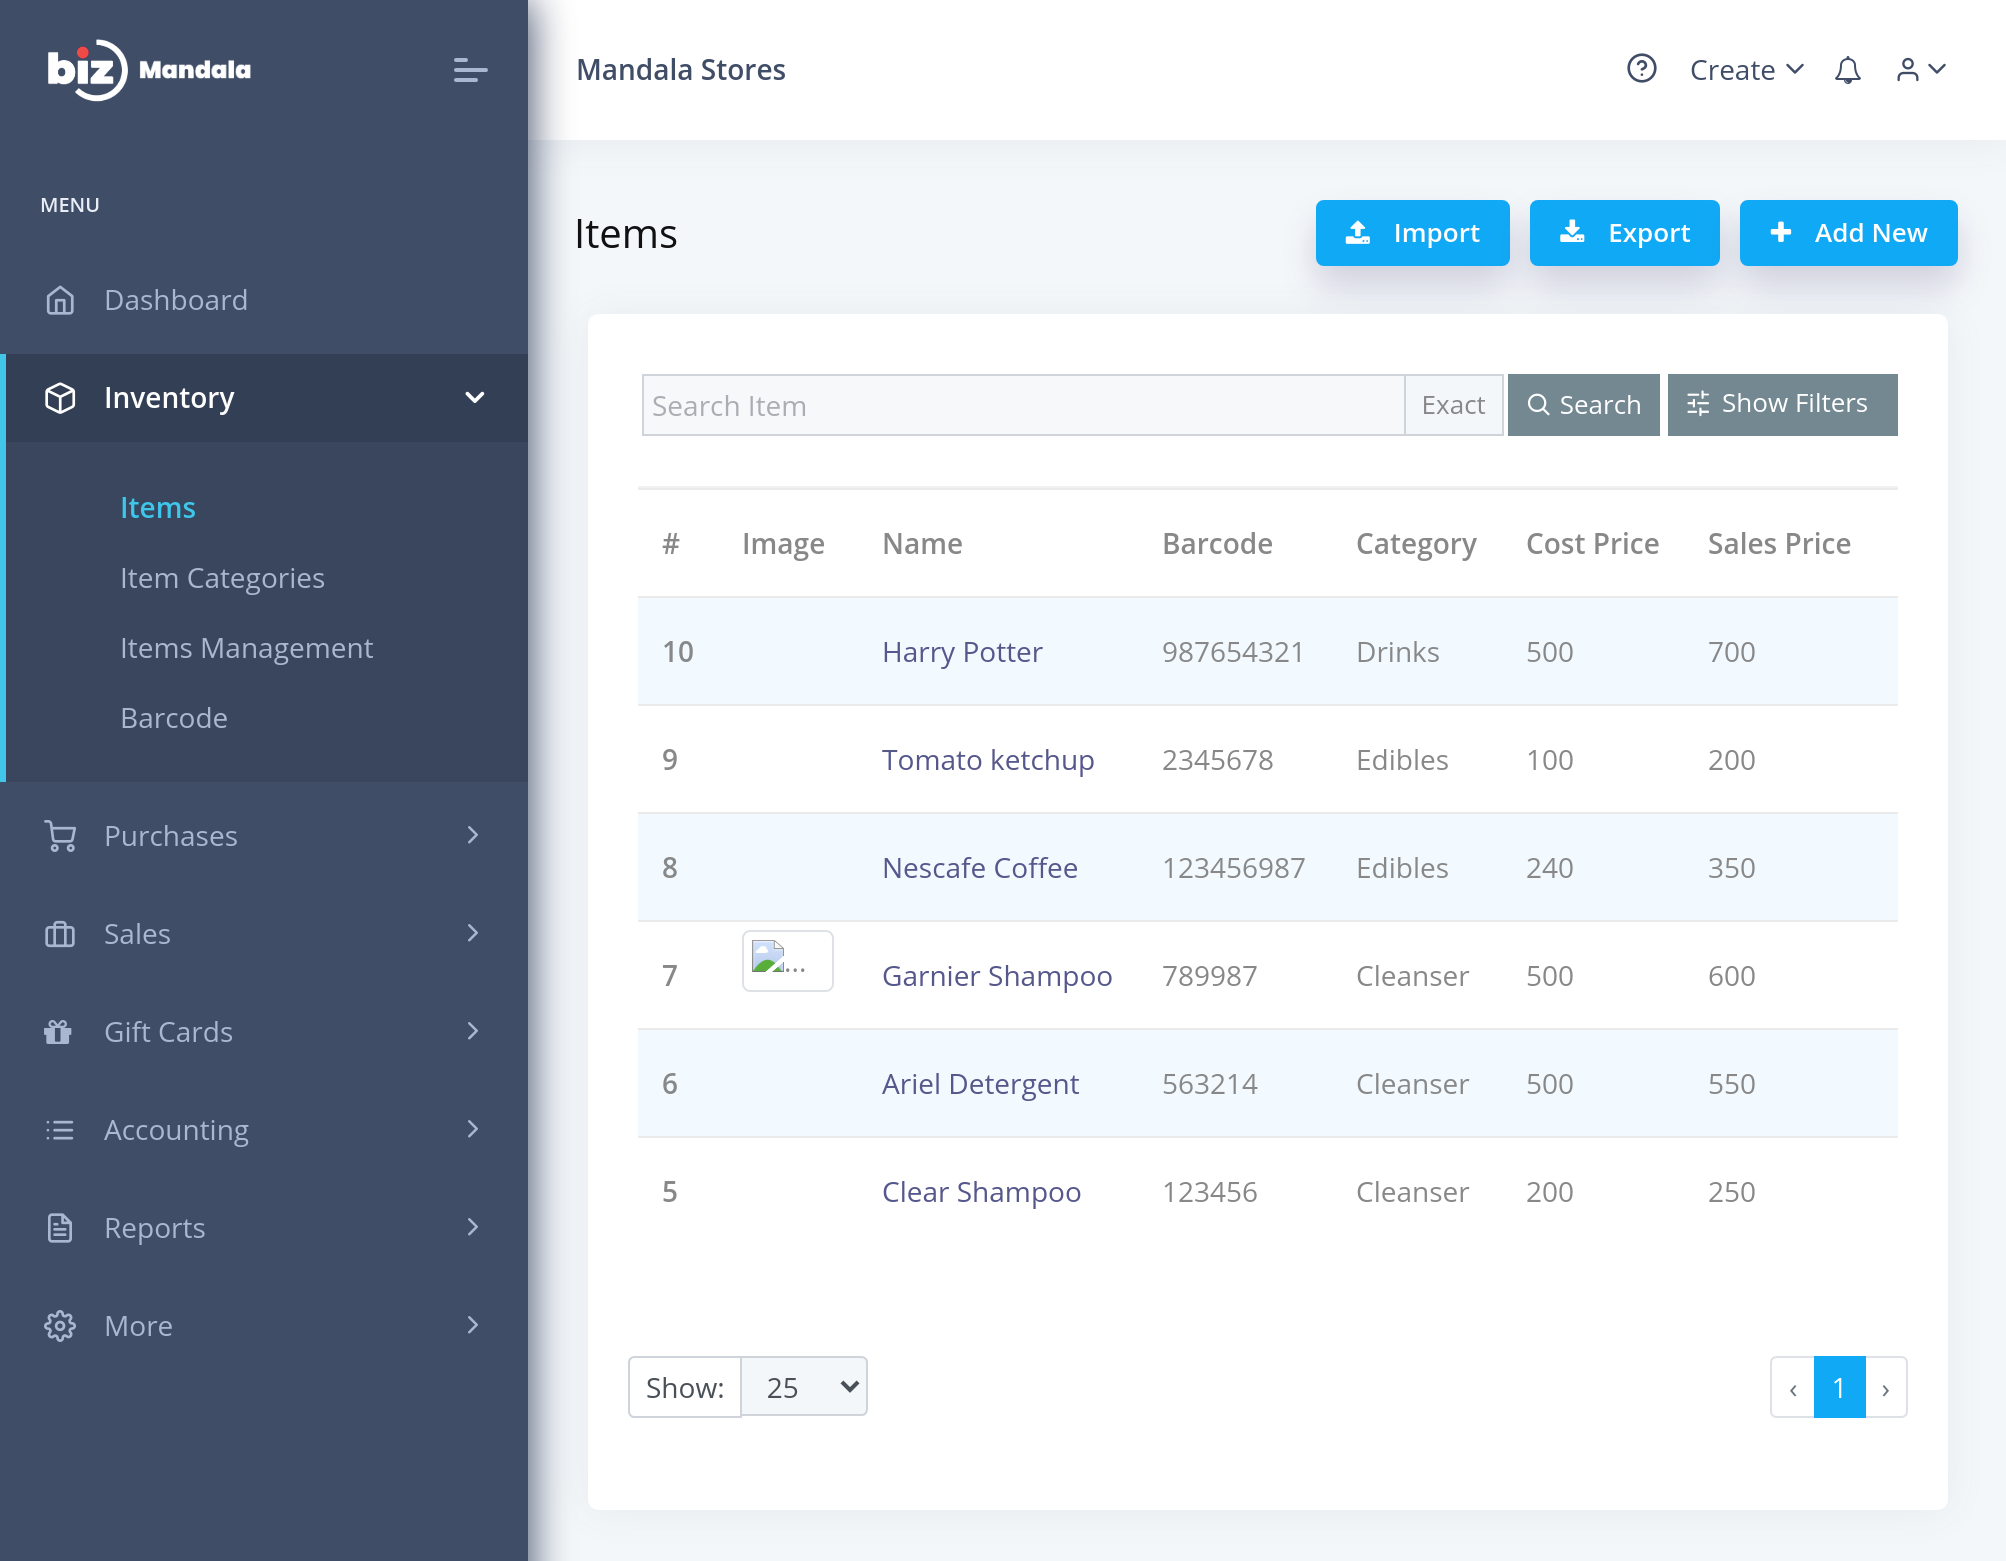 biz Mandala
Mandala Stores
Create
MENU
Dashboard
Inventory
Items
Item Categories
Items Management
Barcode
Purchases
Sales
Gift Cards
Accounting
Reports
More
Items
Import
Export
Add New
Search Item
Exact
Search
Show Filters
# Image Name Barcode Category Cost Price Sales Price
10 Harry Potter 987654321 Drinks 500 700
9 Tomato ketchup 2345678 Edibles 100 200
8 Nescafe Coffee 123456987 Edibles 240 350
7 ... Garnier Shampoo 789987 Cleanser 500 600
6 Ariel Detergent 563214 Cleanser 500 550
5 Clear Shampoo 123456 Cleanser 200 250
Show: 25
‹ 1 ›